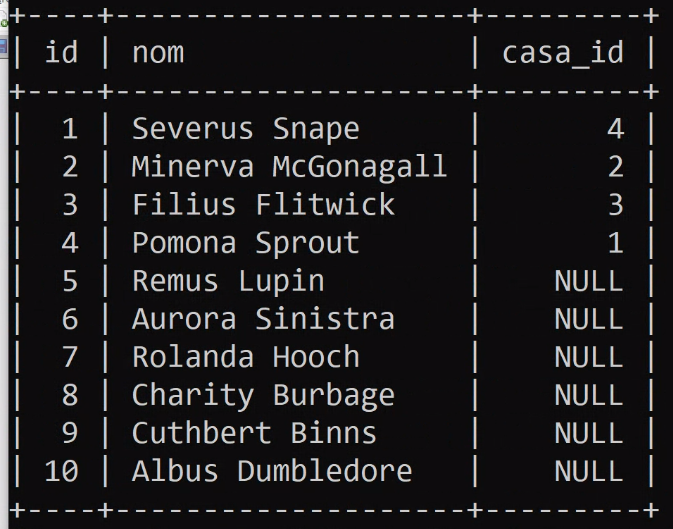 +----+--------------------+---------+
| id | nom                | casa_id |
+----+--------------------+---------+
|  1 | Severus Snape      |       4 |
|  2 | Minerva McGonagall |       2 |
|  3 | Filius Flitwick    |       3 |
|  4 | Pomona Sprout      |       1 |
|  5 | Remus Lupin        |    NULL |
|  6 | Aurora Sinistra    |    NULL |
|  7 | Rolanda Hooch      |    NULL |
|  8 | Charity Burbage    |    NULL |
|  9 | Cuthbert Binns     |    NULL |
| 10 | Albus Dumbledore   |    NULL |
+----+--------------------+---------+